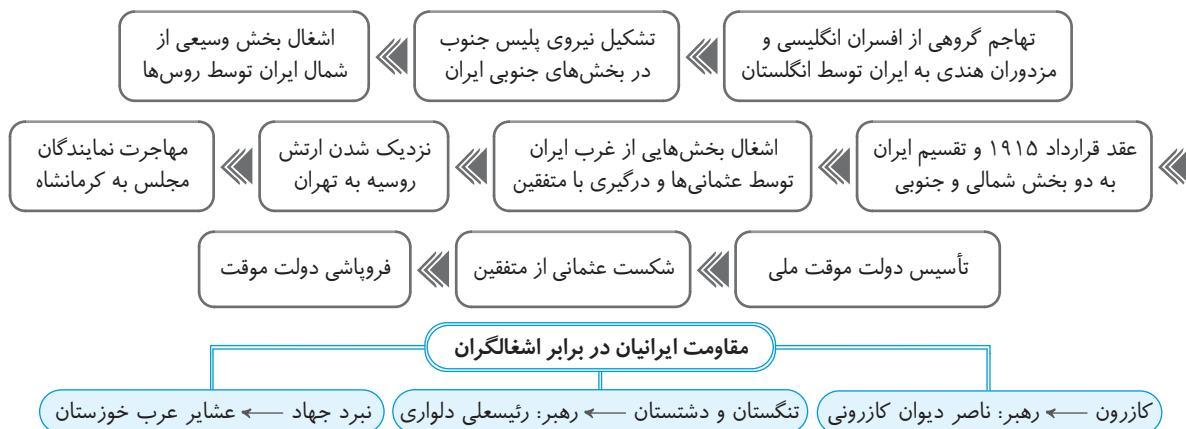 تهاجم گروهی از افسران انگلیسی و
مزدوران هندی به ایران توسط انگلستان
تشکیل نیروی پلیس جنوب
در بخش‌های جنوبی ایران
اشغال بخش وسیعی از
شمال ایران توسط روس‌ها
عقد قرارداد ۱۹۱۵ و تقسیم ایران
به دو بخش شمالی و جنوبی
اشغال بخش‌هایی از غرب ایران
توسط عثمانی‌ها و درگیری با متفقین
نزدیک شدن ارتش
روسیه به تهران
مهاجرت نمایندگان
مجلس به کرمانشاه
تأسیس دولت موقت ملی
شکست عثمانی از متفقین
فروپاشی دولت موقت
مقاومت ایرانیان در برابر اشغالگران
کازرون ← رهبر: ناصر دیوان کازرونی
تنگستان و دشتستان ← رهبر: رئیسعلی دلواری
نبرد جهاد ← عشایر عرب خوزستان